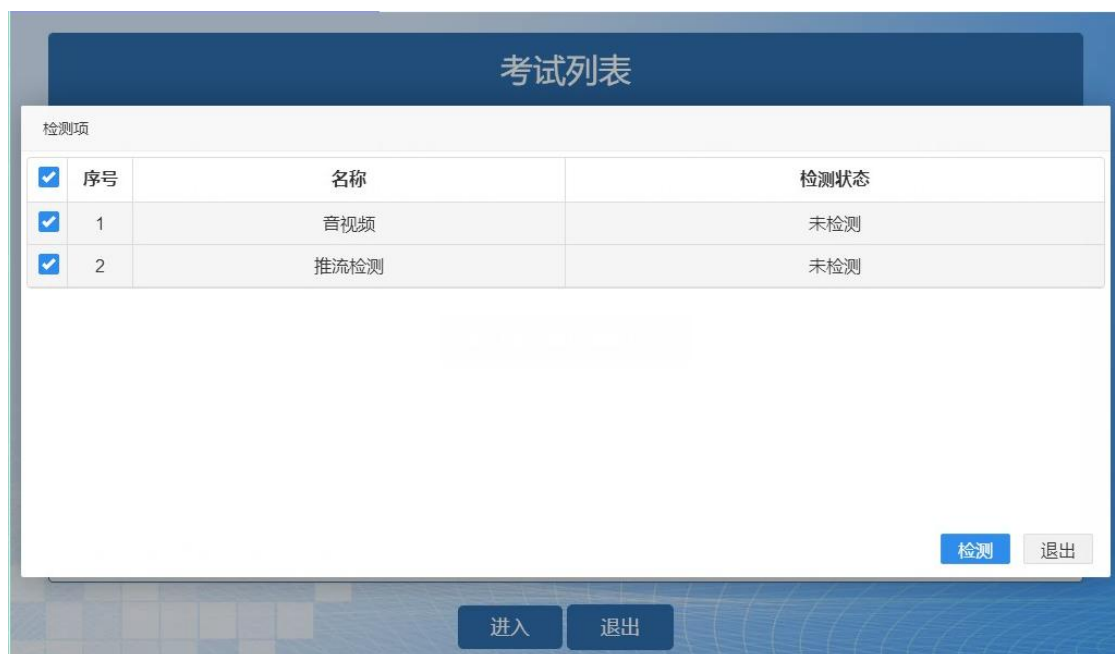 考试列表
检测项
序号 名称 检测状态
1 音视频 未检测
2 推流检测 未检测
检测 退出
进入 退出